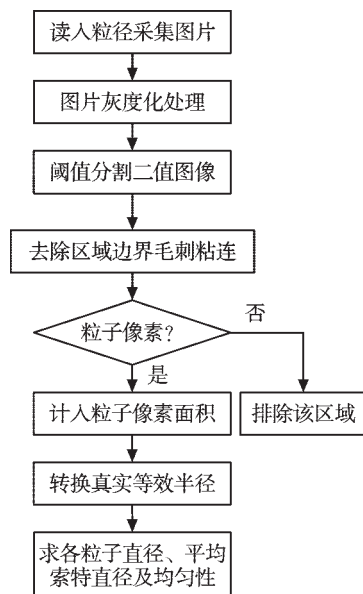 读入粒径采集图片
图片灰度化处理
阈值分割二值图像
去除区域边界毛刺粘连
粒子像素?
否
是
计入粒子像素面积
排除该区域
转换真实等效半径
求各粒子直径、平均
索特直径及均匀性